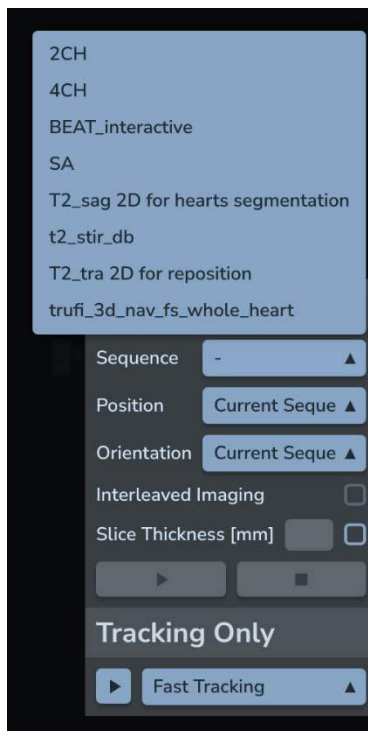 2CH
4CH
BEAT_interactive
SA
T2_sag 2D for hearts segmentation
t2_stir_db
T2_tra 2D for reposition
trufi_3d_nav_fs_whole_heart
Sequence -
Position Current Seque
Orientation Current Seque
Interleaved Imaging
Slice Thickness [mm]
Tracking Only
Fast Tracking